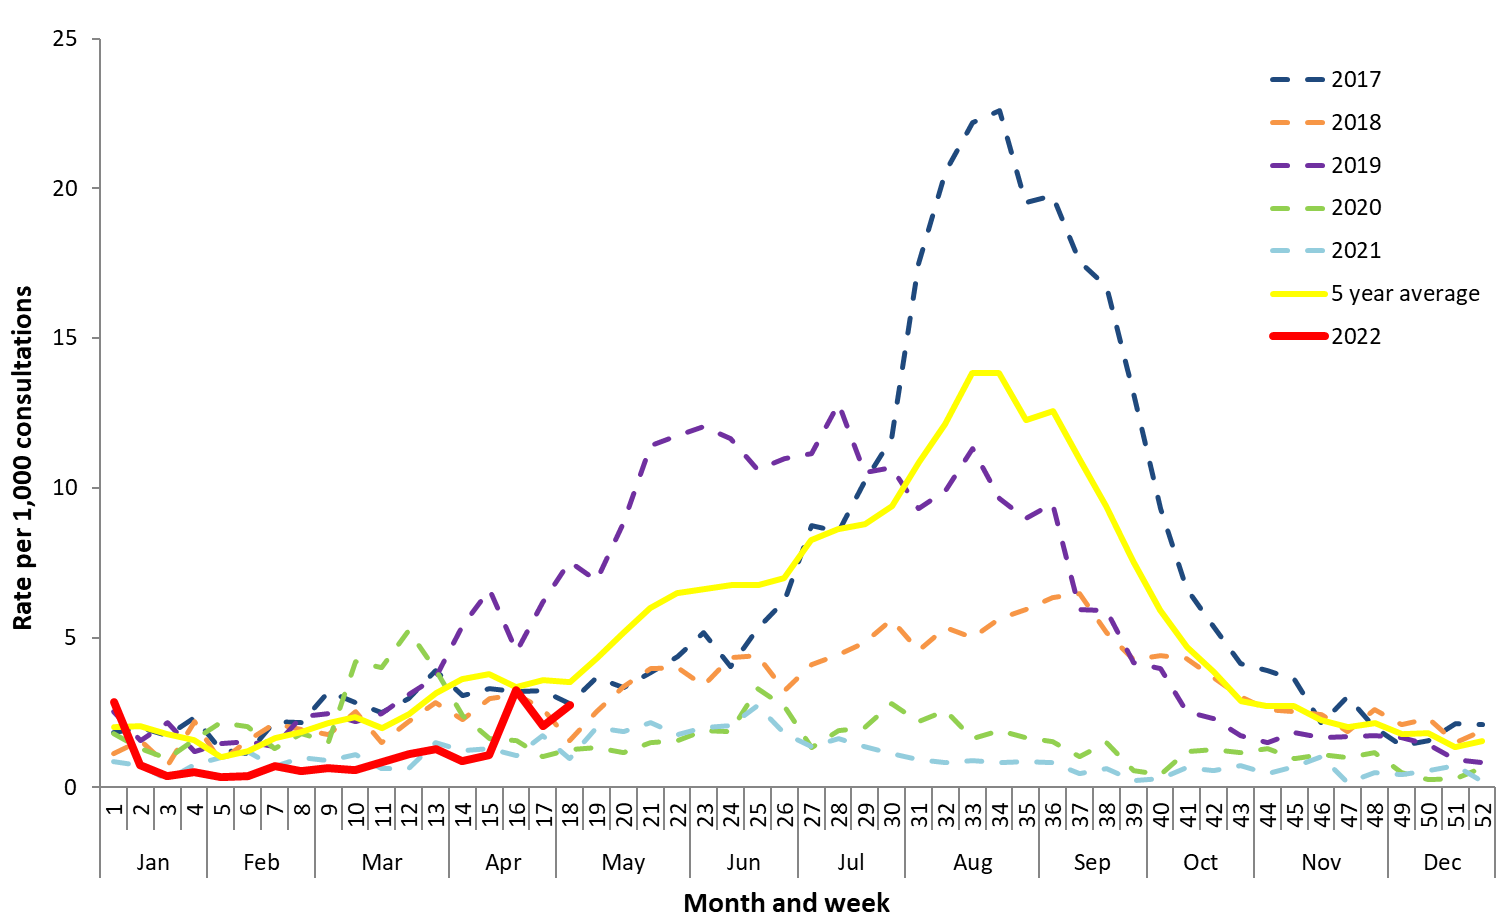 25
20
15
10
5
0
Rate per 1,000 consultations
2017
2018
2019
2020
2021
5 year average
2022
1 2 3 4 5 6 7 8 9 10 11 12 13 14 15 16 17 18 19 20 21 22 23 24 25 26 27 28 29 30 31 32 33 34 35 36 37 38 39 40 41 42 43 44 45 46 47 48 49 50 51 52
Jan Feb Mar Apr May Jun Jul Aug Sep Oct Nov Dec
Month and week